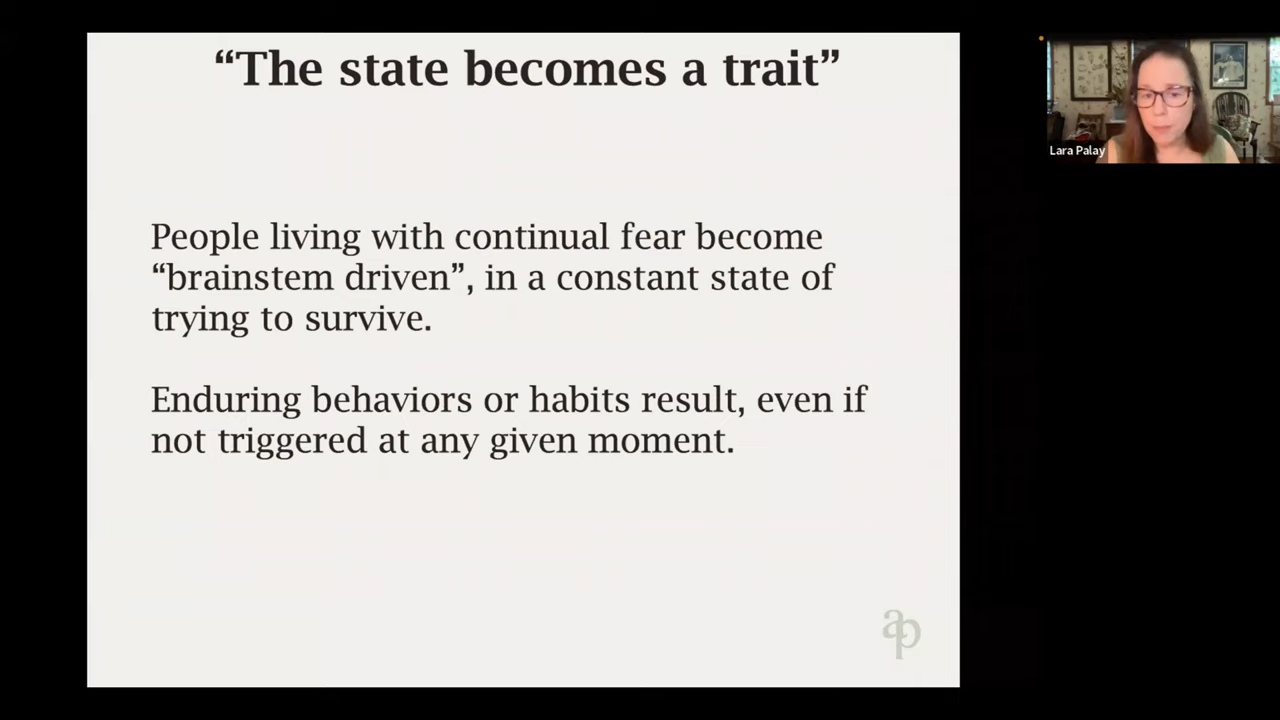 “The state becomes a trait”
People living with continual fear become
“brainstem driven”, in a constant state of
trying to survive.
Enduring behaviors or habits result, even if
not triggered at any given moment.
ap
Lara Palay